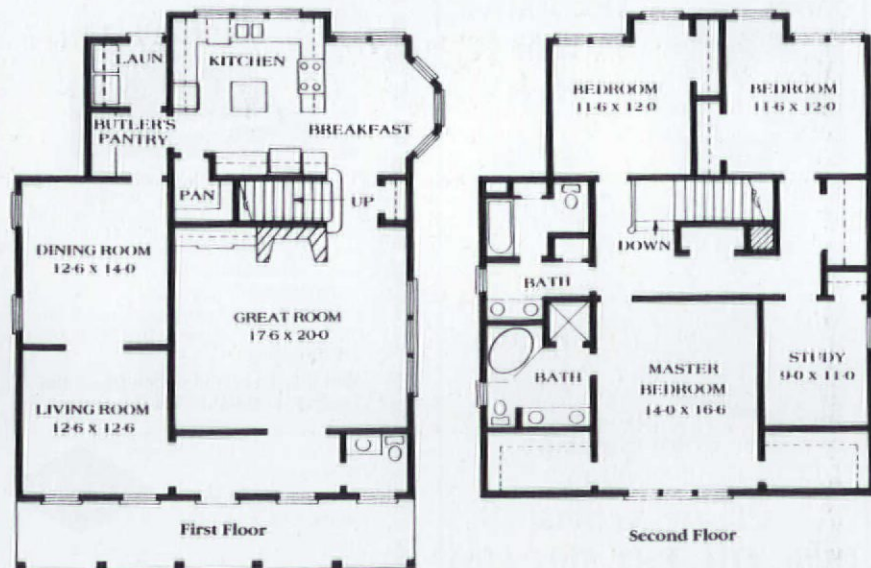 LAUN
KITCHEN
BUTLER'S
PANTRY
BREAKFAST
PAN
UP
DINING ROOM
12-6 X 14-0
GREAT ROOM
17-6 X 20-0
LIVING ROOM
12-6 X 12-6
First Floor
BEDROOM
11-6 X 12-0
BEDROOM
11-6 X 12-0
DOWN
BATH
BATH
MASTER
BEDROOM
14-0 X 16-6
STUDY
9-0 X 11-0
Second Floor